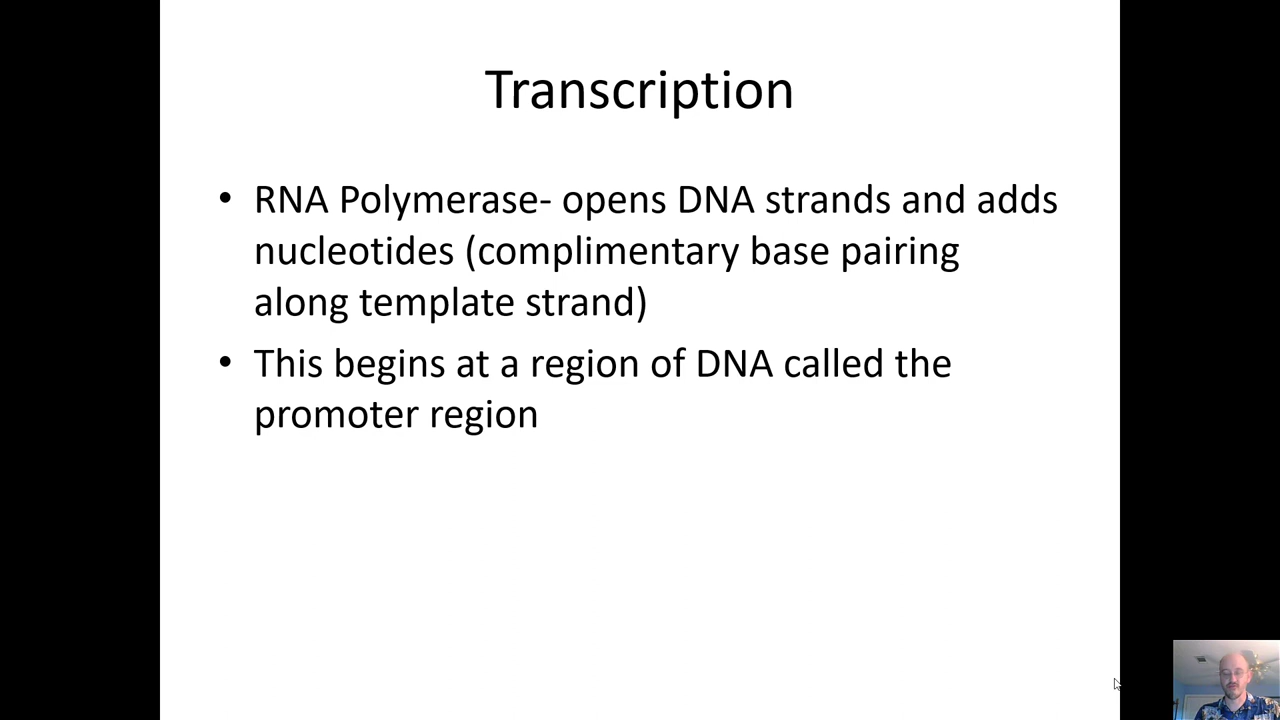 Transcription
• RNA Polymerase- opens DNA strands and adds
nucleotides (complimentary base pairing
along template strand)
• This begins at a region of DNA called the
promoter region